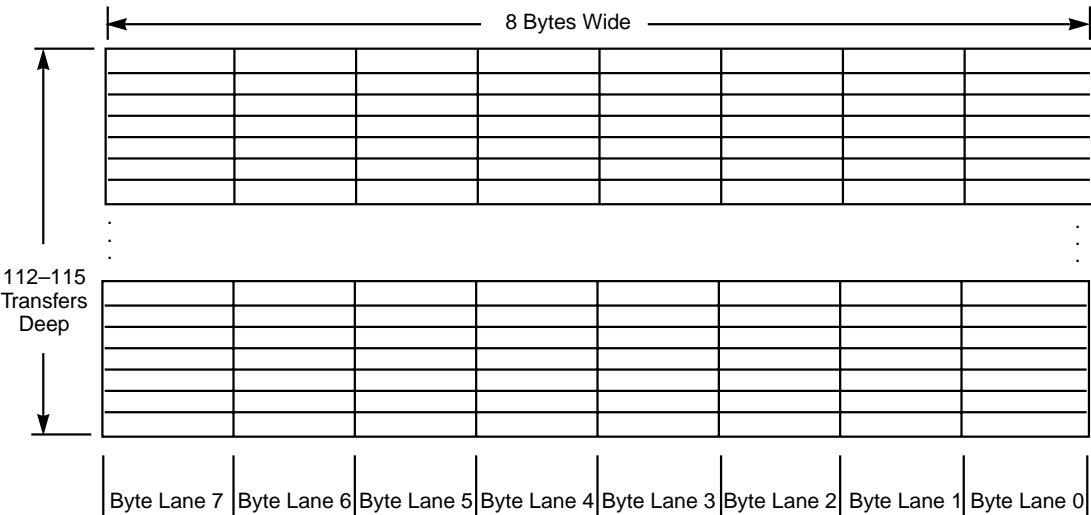 8 Bytes Wide
112–115
Transfers
Deep
Byte Lane 7 Byte Lane 6 Byte Lane 5 Byte Lane 4 Byte Lane 3 Byte Lane 2 Byte Lane 1 Byte Lane 0